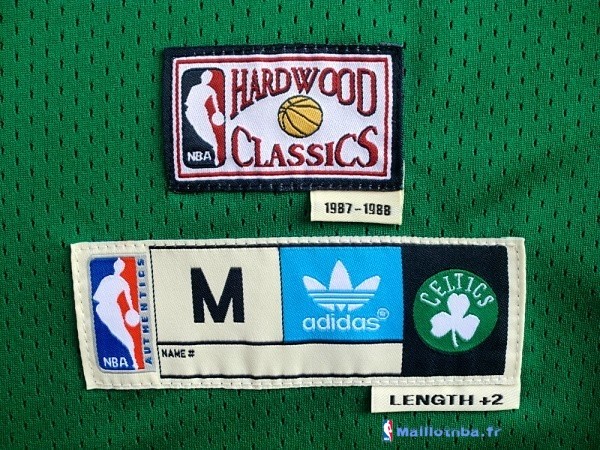 HARDWOOD
NBA
CLASSICS
1987-1988
NBA
AUTHENTICS
M
adidas
CELTICS
NAME #
LENGTH +2
Maillotnba.fr